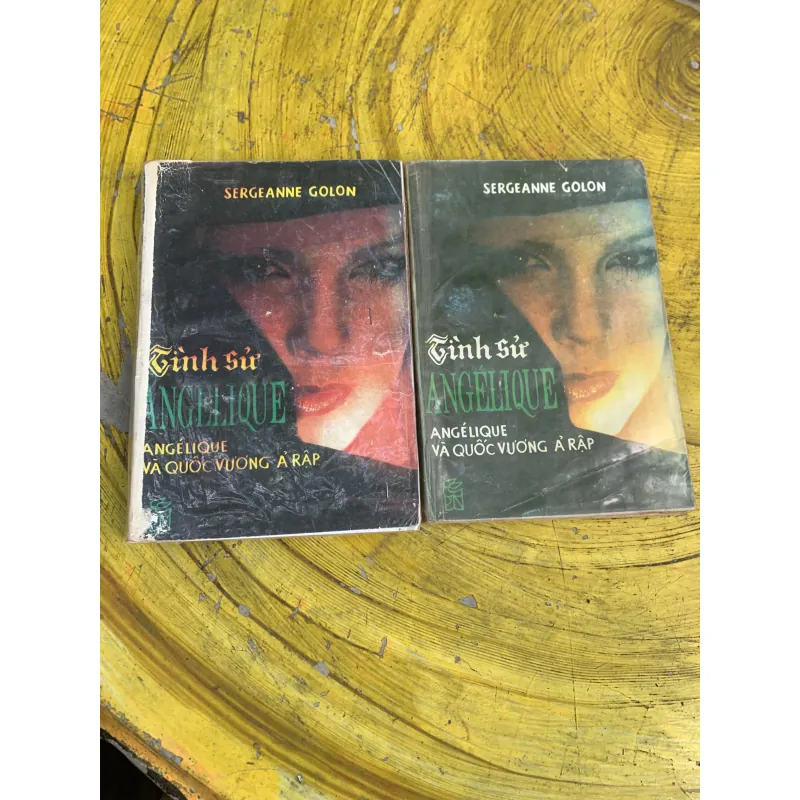 SERGEANNE GOLON
Tình sử
ANGÉLIQUE
ANGÉLIQUE
VÀ QUỐC VƯƠNG Ả RẬP
SERGEANNE GOLON
Tình sử
ANGÉLIQUE
ANGÉLIQUE
VÀ QUỐC VƯƠNG Ả RẬP